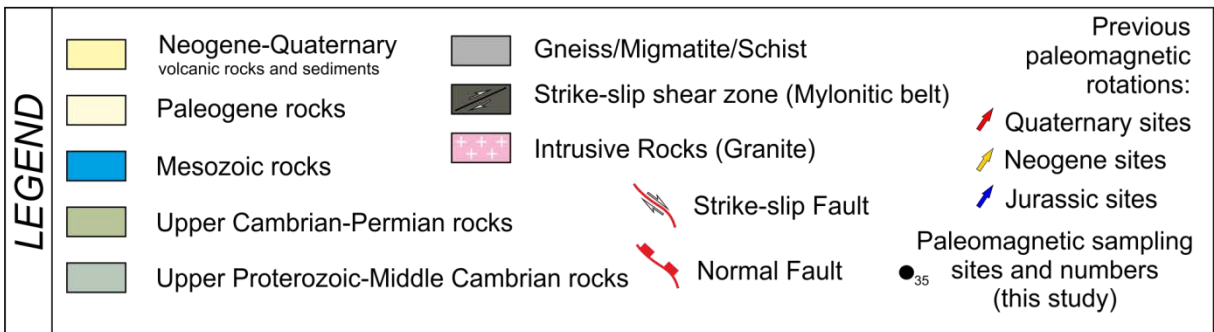 LEGEND
Neogene-Quaternary
volcanic rocks and sediments
Paleogene rocks
Mesozoic rocks
Upper Cambrian-Permian rocks
Upper Proterozoic-Middle Cambrian rocks
Gneiss/Migmatite/Schist
Strike-slip shear zone (Mylonitic belt)
Intrusive Rocks (Granite)
Strike-slip Fault
Normal Fault
Previous
paleomagnetic
rotations:
Quaternary sites
Neogene sites
Jurassic sites
Paleomagnetic sampling
sites and numbers
(this study)
35